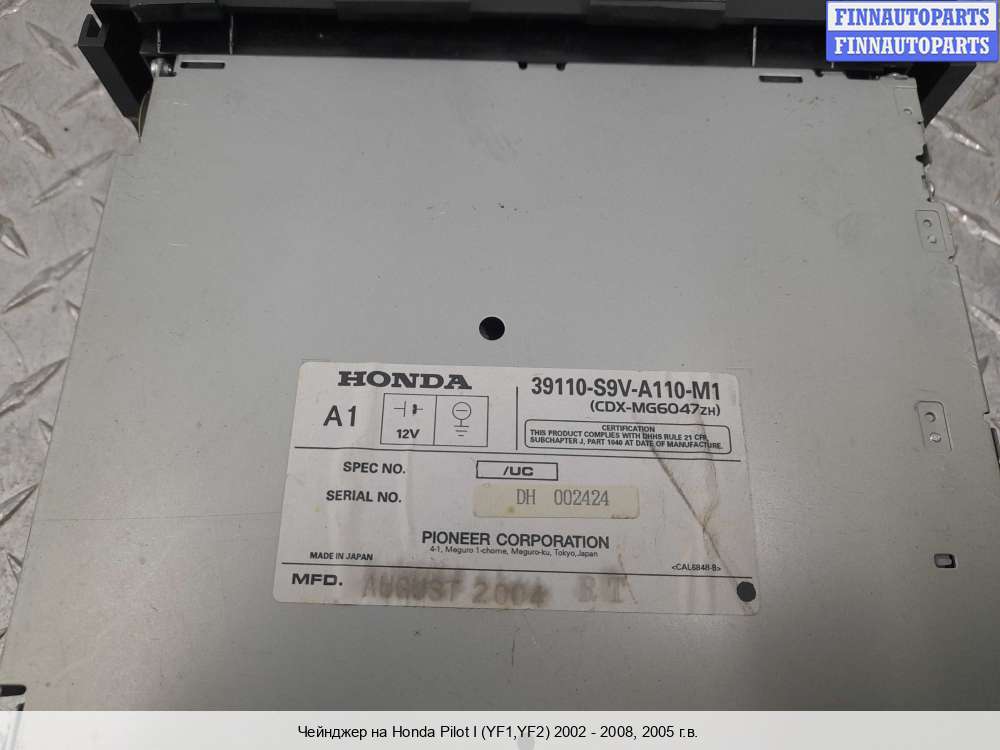 FINNAUTOPARTS
FINNAUTOPARTS
HONDA
39110-S9V-A110-M1
(CDX-MG6047ZH)
A1
12V
CERTIFICATION
THIS PRODUCT COMPLIES WITH DHHS RULE 21 CFR,
SUBCHAPTER J, PART 1040 AT DATE OF MANUFACTURE.
SPEC NO. /UC
SERIAL NO. DH 002424
PIONEER CORPORATION
4-1, Meguro 1-chome, Meguro-ku, Tokyo, Japan
MADE IN JAPAN
<CAL6848-B>
MFD. AUGUST 2004 RT
Чейнджер на Honda Pilot I (YF1,YF2) 2002 - 2008, 2005 г.в.